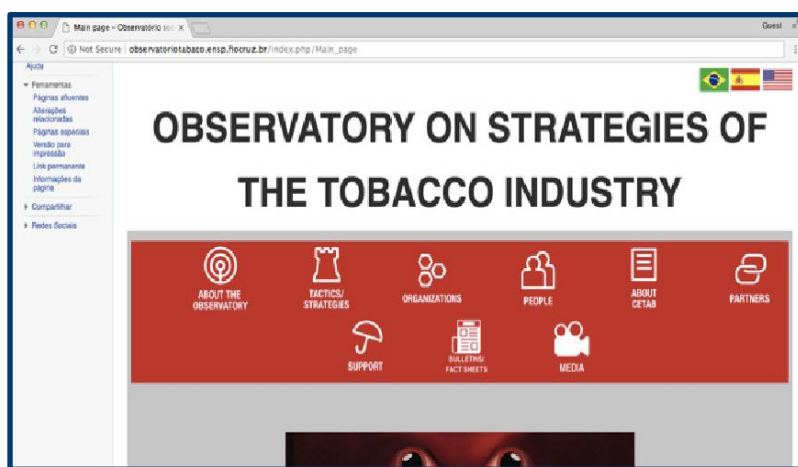 Main page - Observatório sob
Guest
Not Secure | observatoriotabaco.ensp.fiocruz.br/index.php/Main_page
Ajuda
Ferramentas
Páginas afluentes
Alterações
relacionadas
Páginas especiais
Versão para
impressão
Link permanente
Informações da
página
Compartilhar
Redes Sociais
OBSERVATORY ON STRATEGIES OF
THE TOBACCO INDUSTRY
ABOUT THE
OBSERVATORY
TACTICS/
STRATEGIES
ORGANIZATIONS
PEOPLE
ABOUT
CETAB
PARTNERS
SUPPORT
BULLETINS/
FACT SHEETS
MEDIA